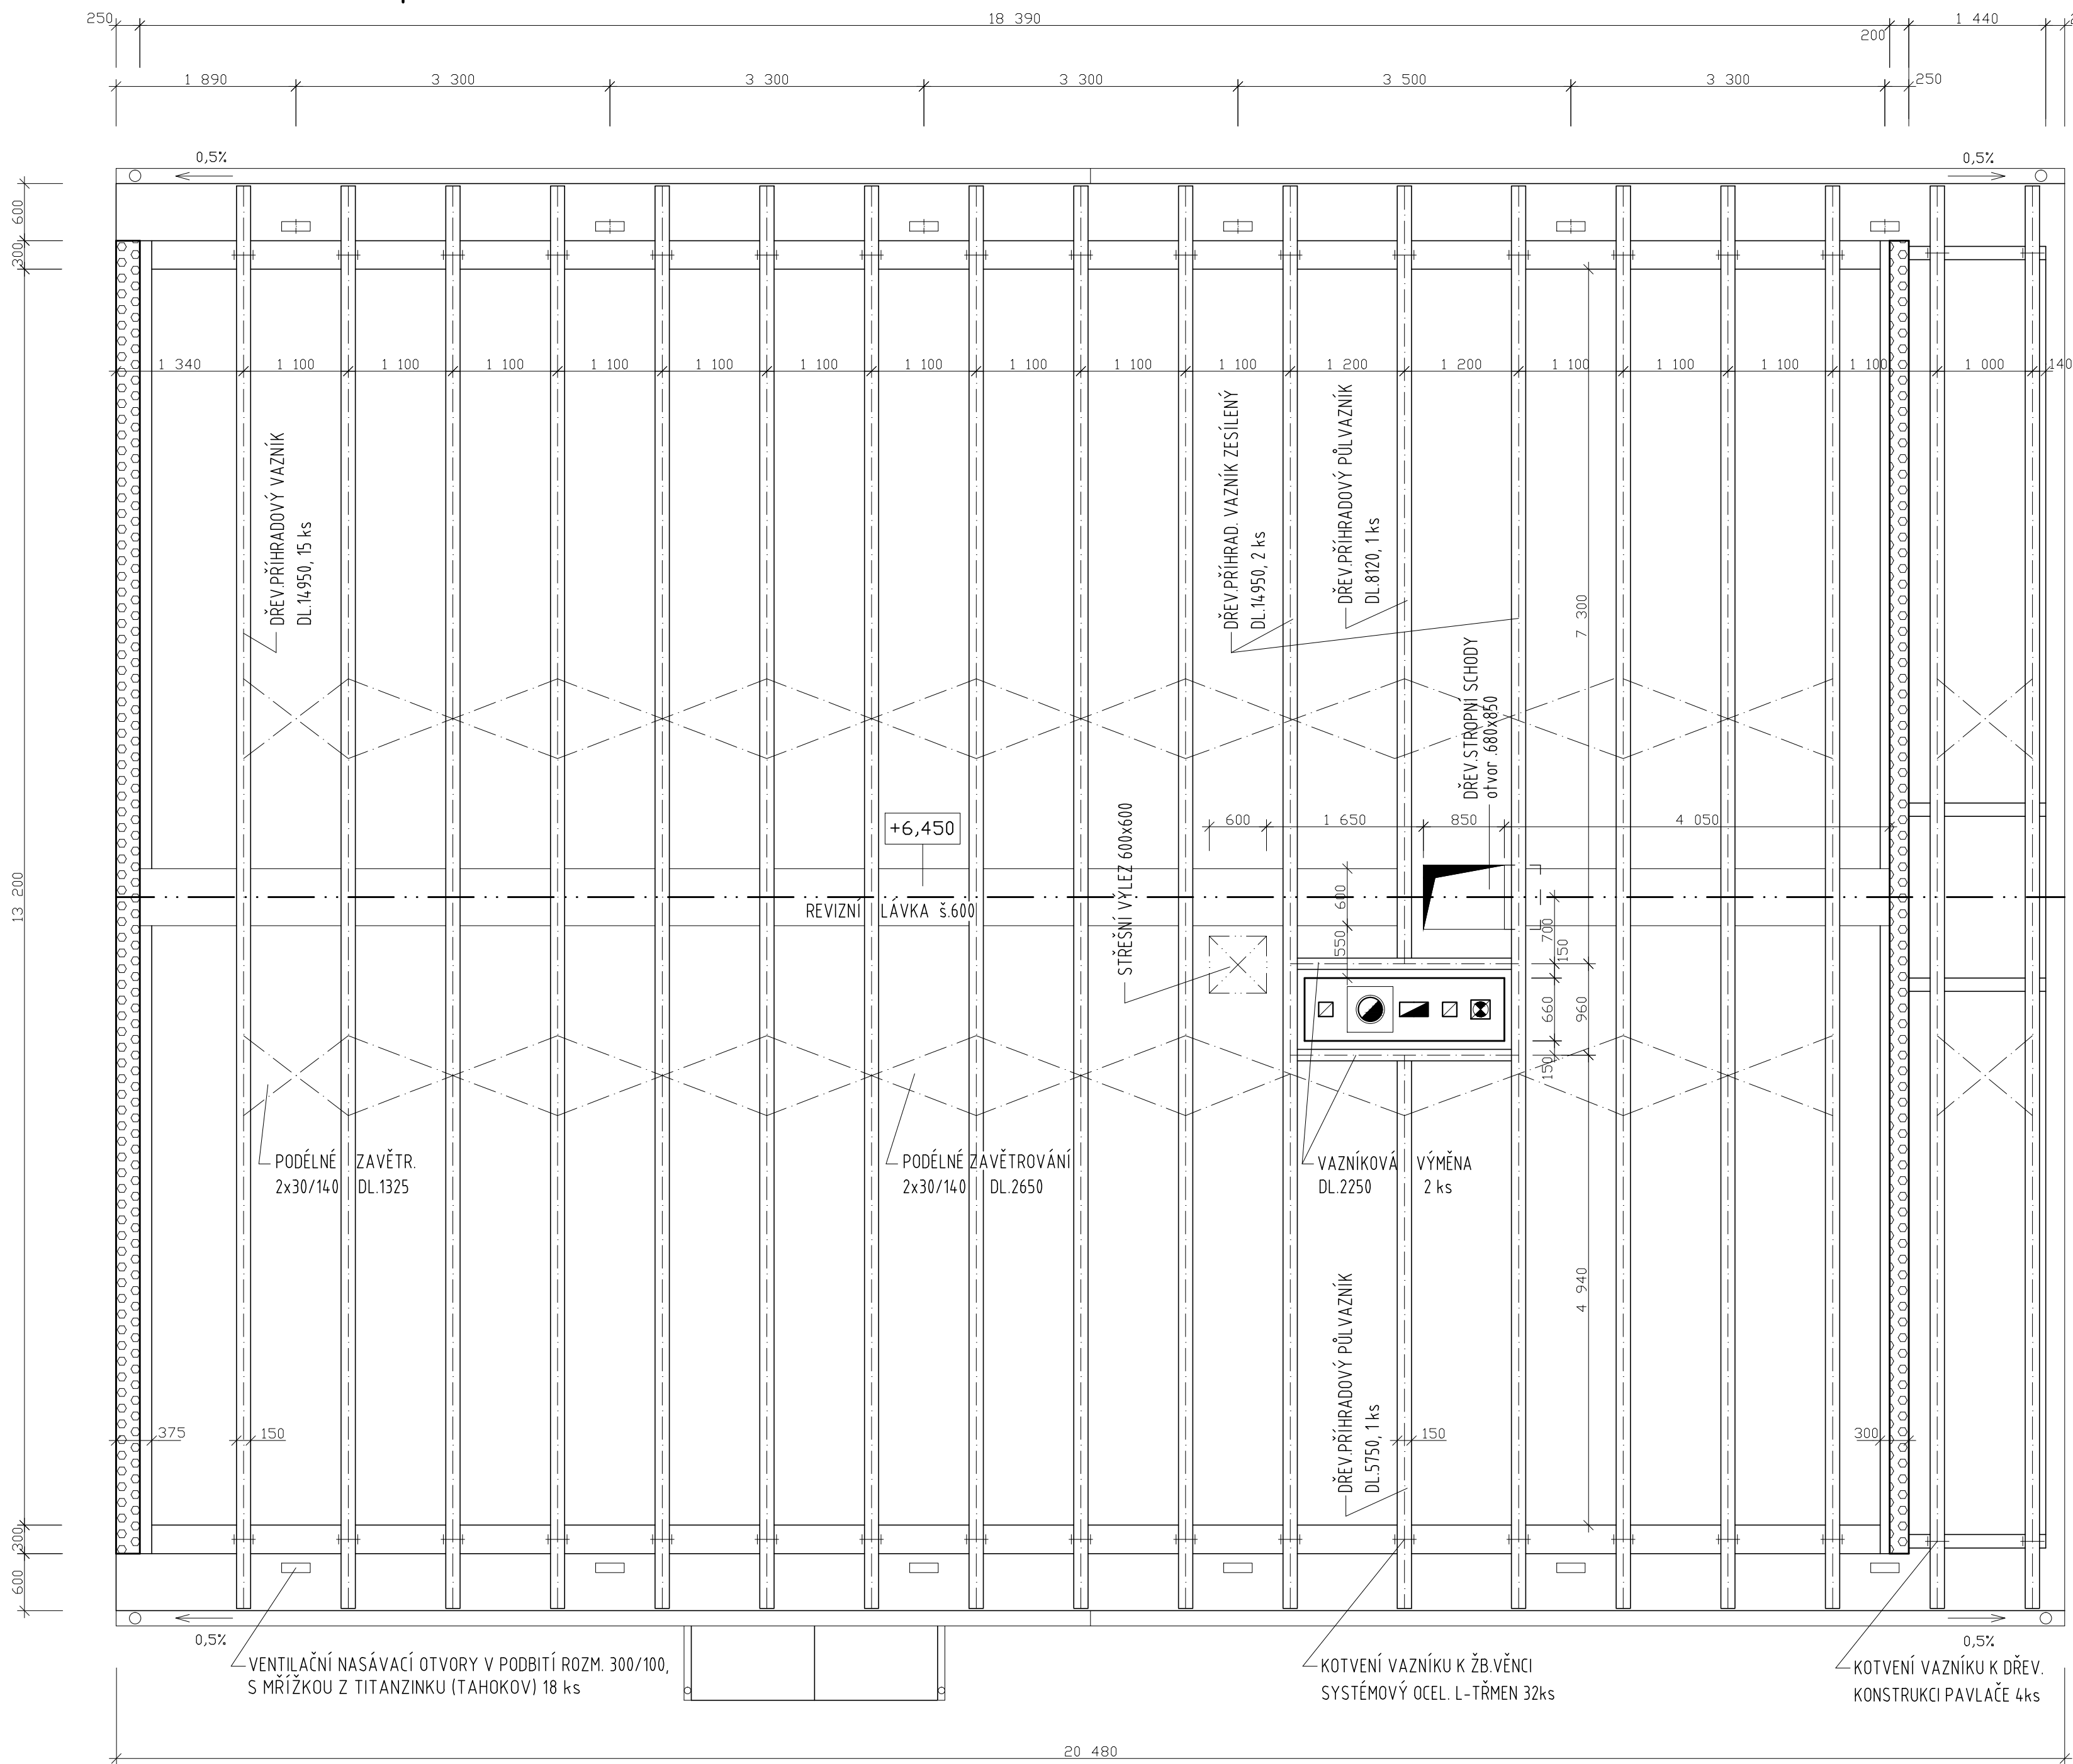 250
18 390
200
1 440
1 890
3 300
3 300
3 300
3 500
3 300
250
0,5%
0,5%
600
300
13 200
300
600
1 340
1 100
1 100
1 100
1 100
1 100
1 100
1 100
1 100
1 100
1 100
1 200
1 200
1 100
1 100
1 100
1 100
1 000
140
DŘEV.PŘÍHRADOVÝ VAZNÍK
DL.14950, 15 ks
DŘEV.PŘÍHRAD. VAZNÍK ZESÍLENÝ
DL.14950, 2 ks
DŘEV.PŘÍHRADOVÝ PŮLVAZNÍK
DL.8120, 1 ks
7 300
DŘEV.STROPNI SCHODY
otvor .680x850
600
1 650
850
4 050
+6,450
STŘEŠNÍ VÝLEZ 600x600
REVIZNÍ LÁVKA š.600
600
550
700
150
660
960
150
PODÉLNÉ ZAVĚTR.
2x30/140 DL.1325
PODÉLNÉ ZAVĚTROVÁNÍ
2x30/140 DL.2650
VAZNÍKOVÁ VÝMĚNA
DL.2250 2 ks
4 940
DŘEV.PŘÍHRADOVÝ PŮLVAZNÍK
DL.5750, 1 ks
375
150
150
300
0,5%
0,5%
VENTILAČNÍ NASÁVACÍ OTVORY V PODBITÍ ROZM. 300/100,
S MŘÍŽKOU Z TITANZINKU (TAHOKOV) 18 ks
KOTVENÍ VAZNÍKU K ŽB.VĚNCI
SYSTÉMOVÝ OCEL. L-TŘMEN 32ks
KOTVENÍ VAZNÍKU K DŘEV.
KONSTRUKCI PAVLAČE 4ks
20 480